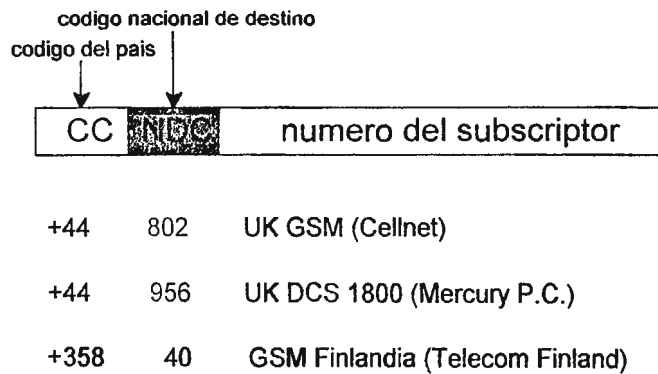 codigo nacional de destino
codigo del pais
CC NDC numero del subscriptor
+44 802 UK GSM (Cellnet)
+44 956 UK DCS 1800 (Mercury P.C.)
+358 40 GSM Finlandia (Telecom Finland)